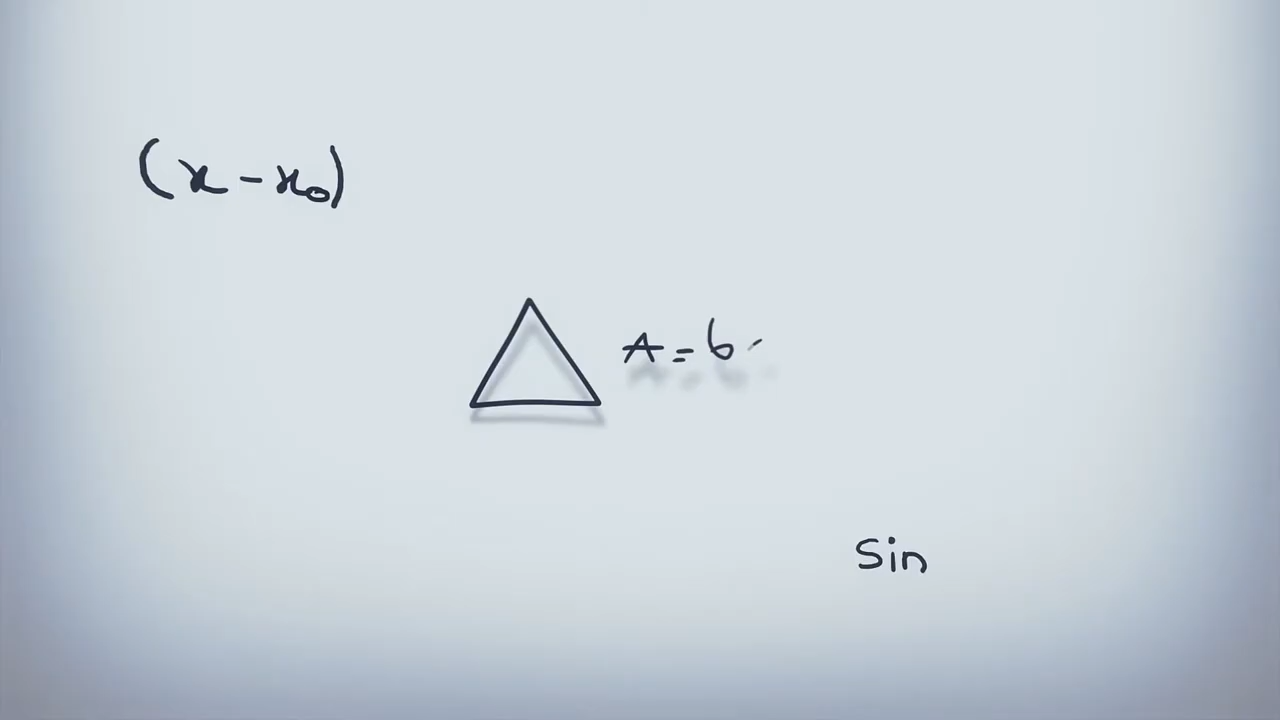 (x - x₀)
A = b
Sin